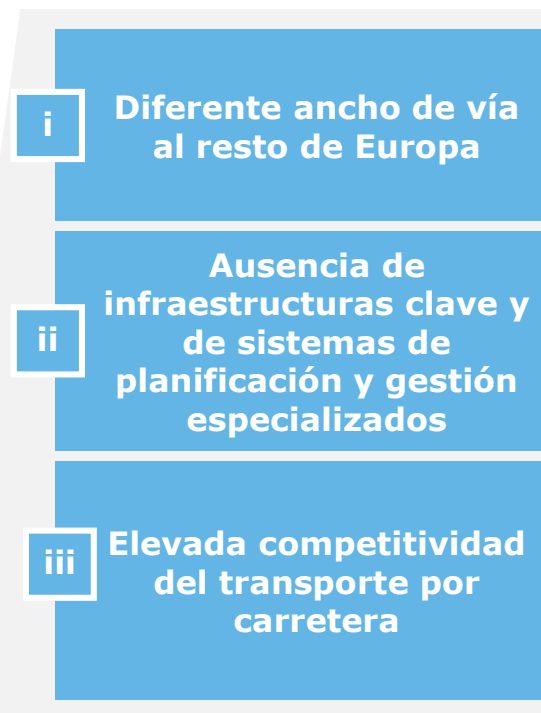 i
Diferente ancho de vía
al resto de Europa
ii
Ausencia de
infraestructuras clave y
de sistemas de
planificación y gestión
especializados
iii
Elevada competitividad
del transporte por
carretera